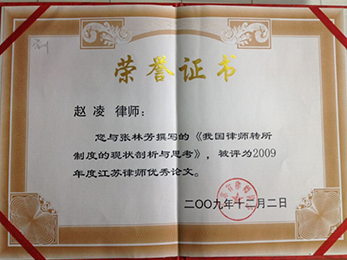 荣誉证书
赵 凌 律师：
您与张林芳撰写的《我国律师转所
制度的现状剖析与思考》，被评为2009
年度江苏律师优秀论文。
二〇〇九年十二月二日